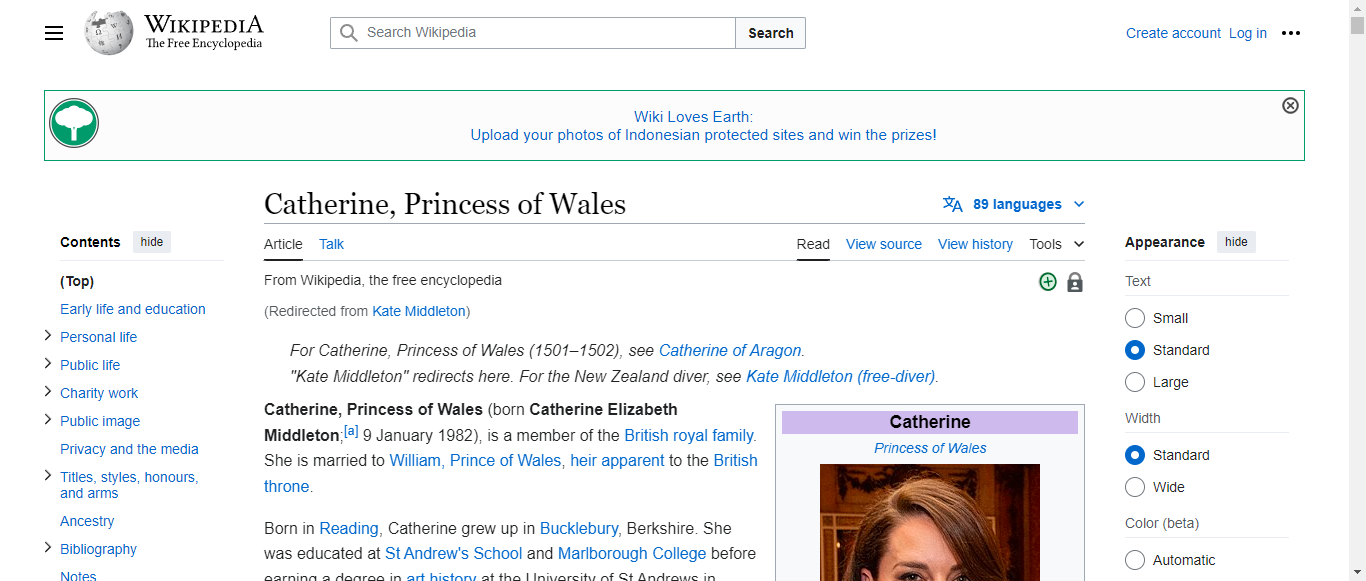 WIKIPEDIA
The Free Encyclopedia
Search Wikipedia
Search
Create account Log in
Wiki Loves Earth:
Upload your photos of Indonesian protected sites and win the prizes!
Contents hide
(Top)
Early life and education
Personal life
Public life
Charity work
Public image
Privacy and the media
Titles, styles, honours,
and arms
Ancestry
Bibliography
Notes
Catherine, Princess of Wales
89 languages
Article Talk
Read View source View history Tools
From Wikipedia, the free encyclopedia
(Redirected from Kate Middleton)
For Catherine, Princess of Wales (1501–1502), see Catherine of Aragon.
"Kate Middleton" redirects here. For the New Zealand diver, see Kate Middleton (free-diver).
Catherine, Princess of Wales (born Catherine Elizabeth
Middleton;[a] 9 January 1982), is a member of the British royal family.
She is married to William, Prince of Wales, heir apparent to the British
throne.
Born in Reading, Catherine grew up in Bucklebury, Berkshire. She
was educated at St Andrew's School and Marlborough College before
earning a degree in art history at the University of St Andrews in
Catherine
Princess of Wales
Appearance hide
Text
Small
Standard
Large
Width
Standard
Wide
Color (beta)
Automatic